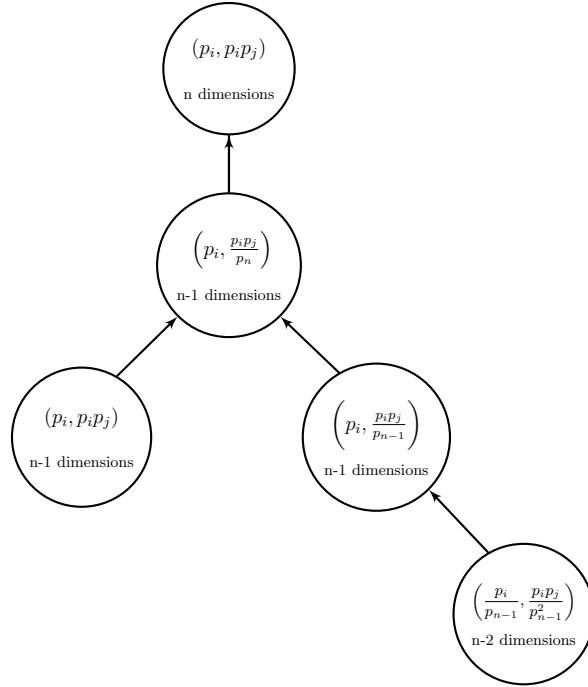 (p_i, p_i p_j)
n dimensions
(p_i, \frac{p_i p_j}{p_n})
n-1 dimensions
(p_i, p_i p_j)
n-1 dimensions
(p_i, \frac{p_i p_j}{p_{n-1}})
n-1 dimensions
(\frac{p_i}{p_{n-1}}, \frac{p_i p_j}{p_{n-1}^2})
n-2 dimensions